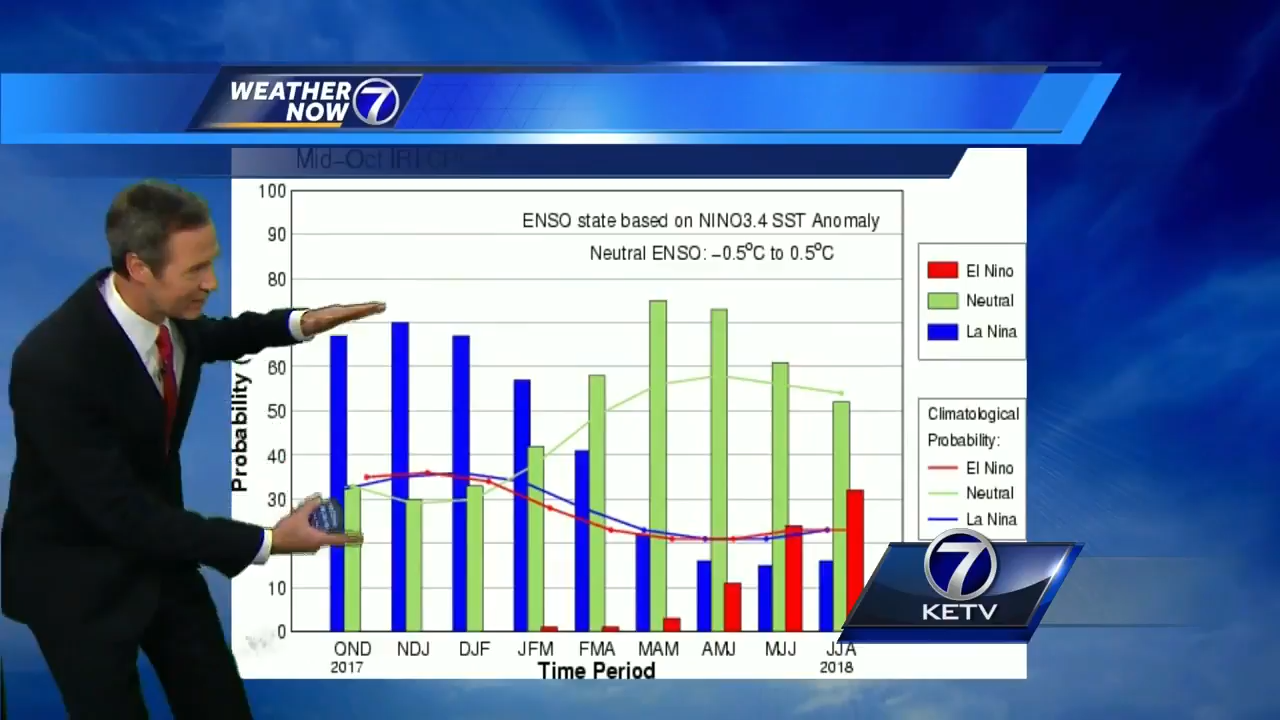 WEATHER
NOW 7
Mid-Oct IRI
ENSO state based on NINO3.4 SST Anomaly
Neutral ENSO: −0.5°C to 0.5°C
100
90
80
60
50
40
30
10
0
Probability (
OND
2017
NDJ
DJF
JFM
FMA
MAM
AMJ
MJJ
JJA
2018
Time Period
El Nino
Neutral
La Nina
Climatological
Probability:
El Nino
Neutral
La Nina
7
KETV